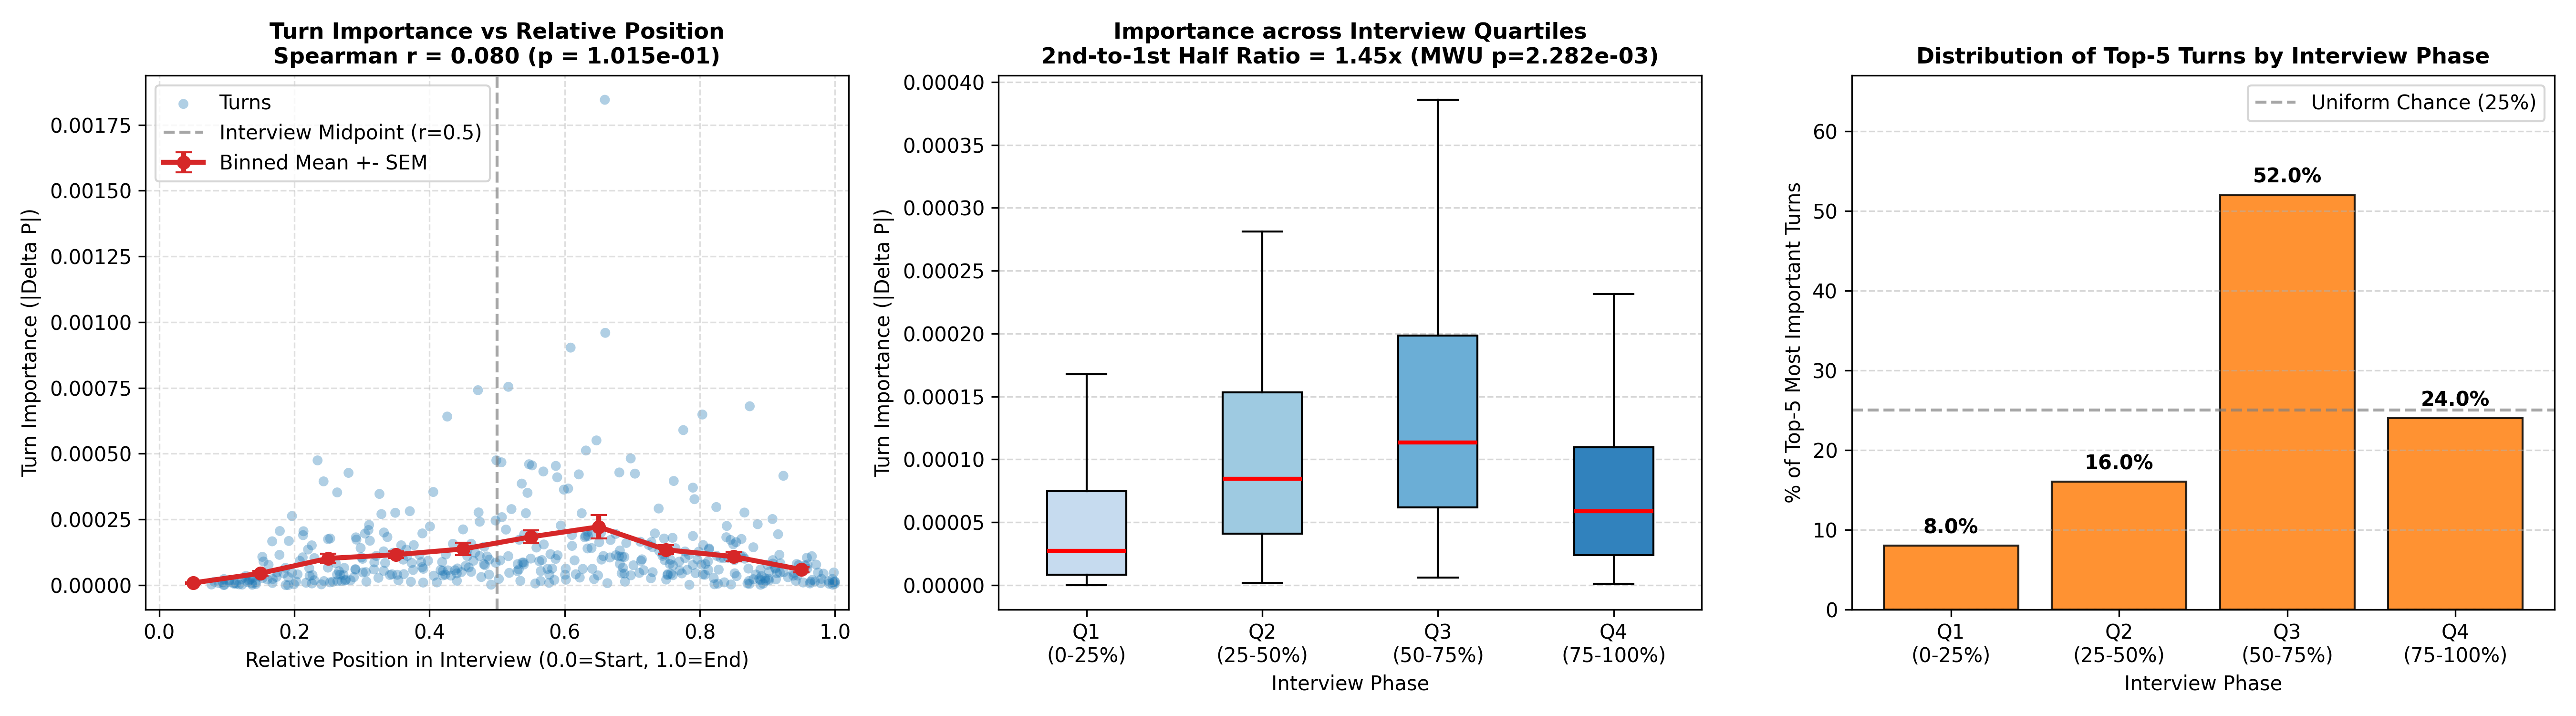 Turn Importance vs Relative Position
Spearman r = 0.080 (p = 1.015e-01)
Turns
Interview Midpoint (r=0.5)
Binned Mean +- SEM
Turn Importance (|Delta P|)
0.00175
0.00150
0.00125
0.00100
0.00075
0.00050
0.00025
0.00000
0.0
0.2
0.4
0.6
0.8
1.0
Relative Position in Interview (0.0=Start, 1.0=End)
Importance across Interview Quartiles
2nd-to-1st Half Ratio = 1.45x (MWU p=2.282e-03)
Turn Importance (|Delta P|)
0.00040
0.00035
0.00030
0.00025
0.00020
0.00015
0.00010
0.00005
0.00000
Q1
(0-25%)
Q2
(25-50%)
Q3
(50-75%)
Q4
(75-100%)
Interview Phase
Distribution of Top-5 Turns by Interview Phase
Uniform Chance (25%)
% of Top-5 Most Important Turns
60
50
40
30
20
10
0
8.0%
16.0%
52.0%
24.0%
Q1
(0-25%)
Q2
(25-50%)
Q3
(50-75%)
Q4
(75-100%)
Interview Phase